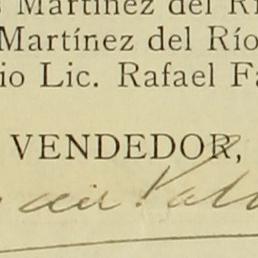 s Martínez del Rí
Martínez del Río
io Lic. Rafael Fa
VENDEDOR,